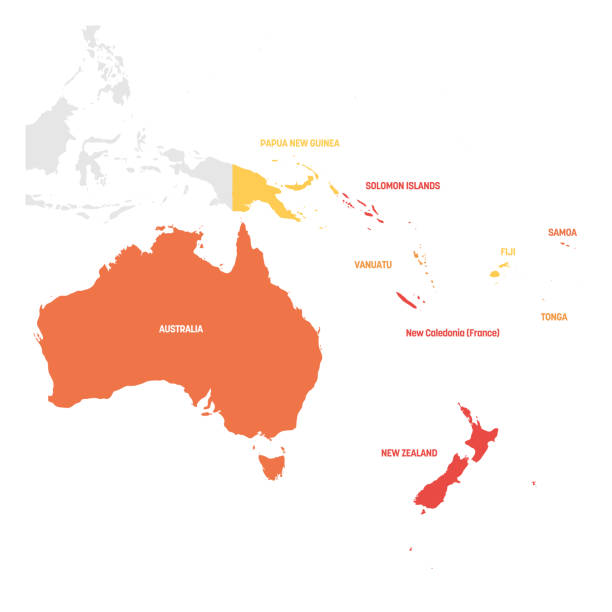 PAPUA NEW GUINEA
SOLOMON ISLANDS
SAMOA
FIJI
VANUATU
TONGA
AUSTRALIA
New Caledonia (France)
NEW ZEALAND